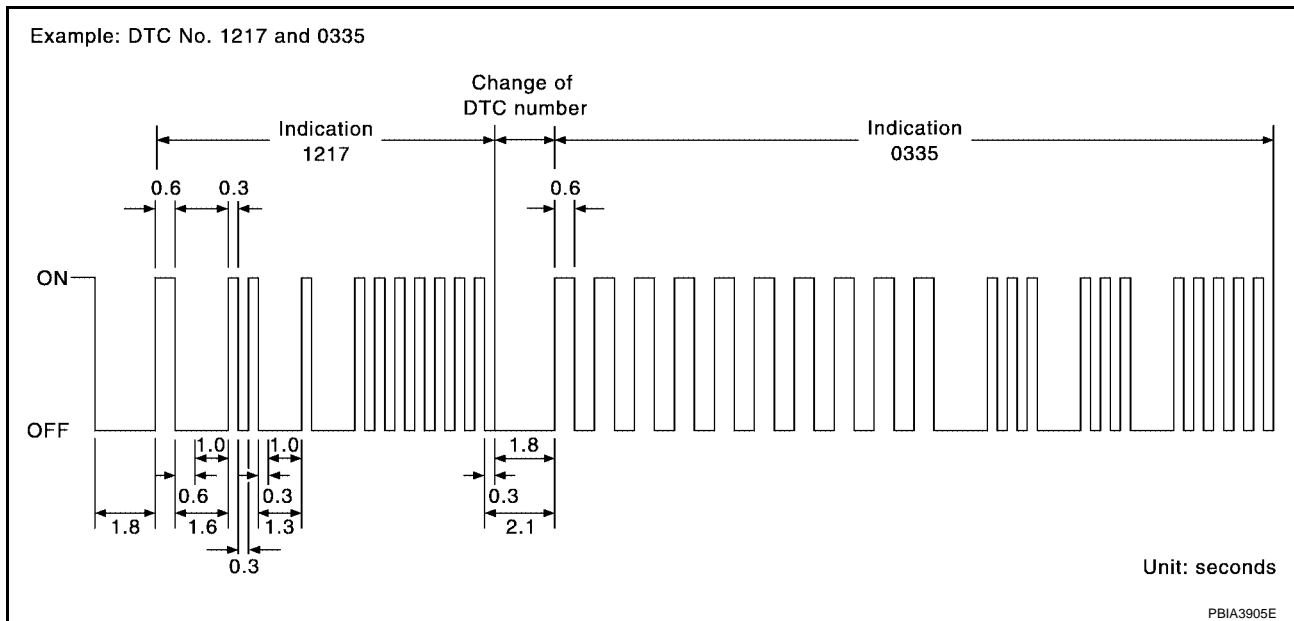 Example: DTC No. 1217 and 0335
Change of
DTC number
Indication
1217
Indication
0335
0.6
0.3
0.6
ON
OFF
1.0
1.0
1.8
0.6
0.3
0.3
1.8
1.6
1.3
2.1
0.3
Unit: seconds
PBIA3905E